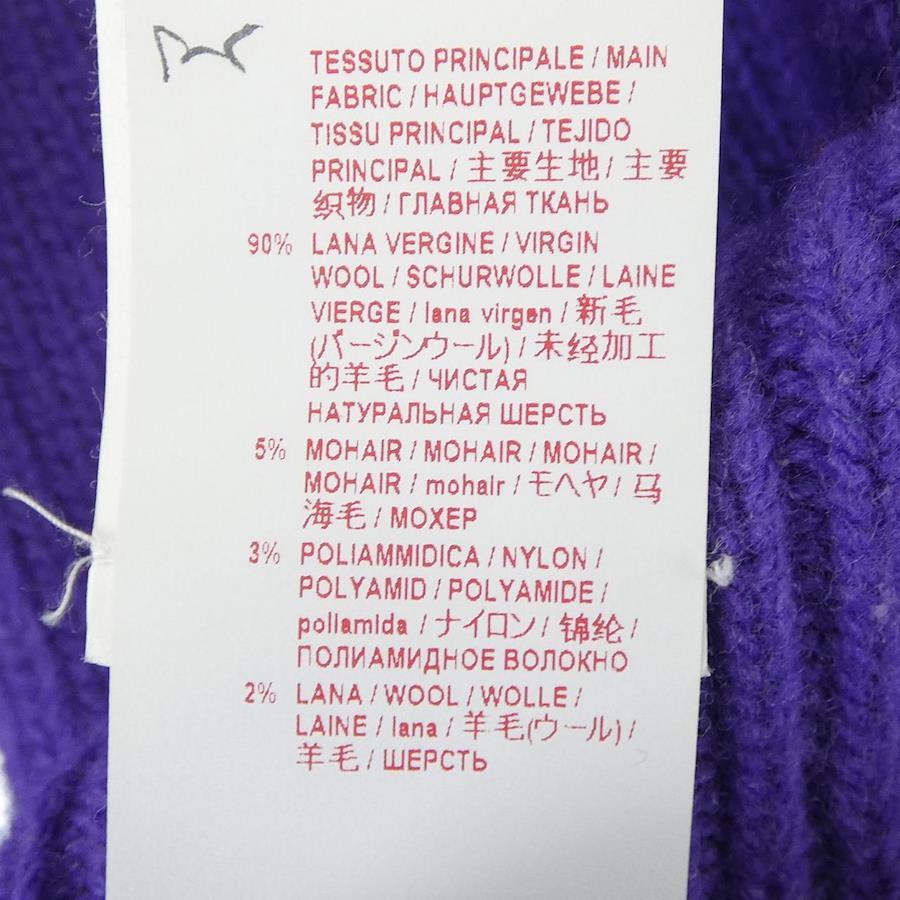 TESSUTO PRINCIPALE / MAIN
FABRIC / HAUPTGEWEBE /
TISSU PRINCIPAL / TEJIDO
PRINCIPAL / 主要生地 / 主要
织物 / ГЛАВНАЯ ТКАНЬ
90% LANA VERGINE / VIRGIN
WOOL / SCHURWOLLE / LAINE
VIERGE / lana virgen / 新毛
(バージンウール) / 未经加工
的羊毛 / ЧИСТАЯ
НАТУРАЛЬНАЯ ШЕРСТЬ
5% MOHAIR / MOHAIR / MOHAIR /
MOHAIR / mohair / モヘヤ / 马
海毛 / МОХЕР
3% POLIAMMIDICA / NYLON /
POLYAMID / POLYAMIDE /
poliamida / ナイロン / 锦纶 /
ПОЛИАМИДНОЕ ВОЛОКНО
2% LANA / WOOL / WOLLE /
LAINE / lana / 羊毛(ウール) /
羊毛 / ШЕРСТЬ